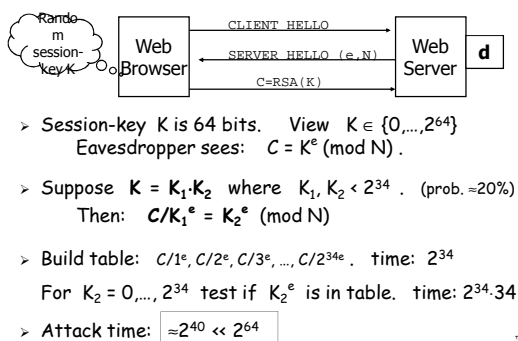 Rando
m
session-
key K
Web
Browser
CLIENT HELLO
SERVER HELLO (e,N)
C=RSA(K)
Web
Server
d
➢ Session-key K is 64 bits. View K ∈ {0,…,2⁶⁴}
Eavesdropper sees: C = Kᵉ (mod N) .
➢ Suppose K = K₁·K₂ where K₁, K₂ < 2³⁴ . (prob. ≈20%)
Then: C/K₁ᵉ = K₂ᵉ (mod N)
➢ Build table: C/1ᵉ, C/2ᵉ, C/3ᵉ, …, C/2³⁴ᵉ . time: 2³⁴
For K₂ = 0,…, 2³⁴ test if K₂ᵉ is in table. time: 2³⁴·34
➢ Attack time: ≈2⁴⁰ << 2⁶⁴